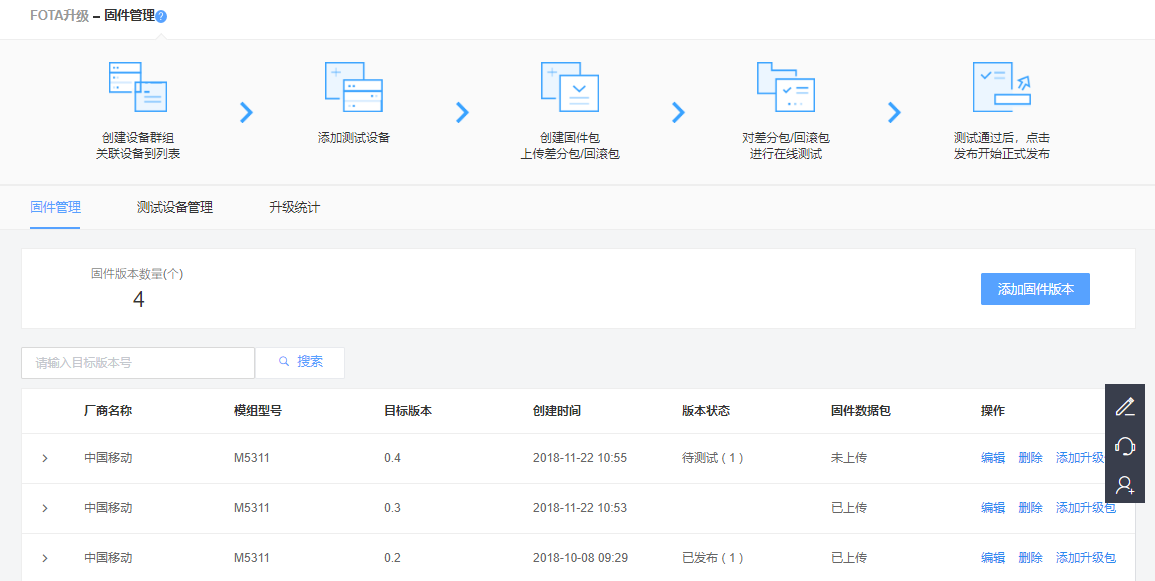 FOTA升级 – 固件管理?
创建设备群组
关联设备到列表
添加测试设备
创建固件包
上传差分包/回滚包
对差分包/回滚包
进行在线测试
测试通过后，点击
发布开始正式发布
固件管理 测试设备管理 升级统计
固件版本数量(个)
4
添加固件版本
请输入目标版本号 搜索
厂商名称 模组型号 目标版本 创建时间 版本状态 固件数据包 操作
中国移动 M5311 0.4 2018-11-22 10:55 待测试 ( 1 ) 未上传 编辑 删除 添加升级
中国移动 M5311 0.3 2018-11-22 10:53 已上传 编辑 删除 添加升级包
中国移动 M5311 0.2 2018-10-08 09:29 已发布 ( 1 ) 已上传 编辑 删除 添加升级包